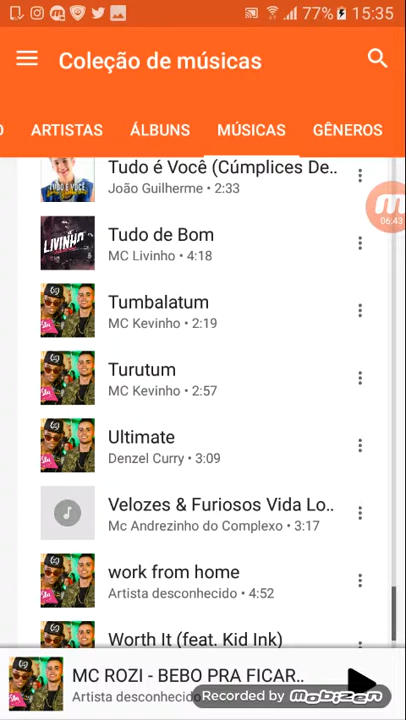 77% 15:35
Coleção de músicas
O ARTISTAS ÁLBUNS MÚSICAS GÊNEROS
Tudo é Você (Cúmplices De..
João Guilherme • 2:33
06:43
LIVINHO
Tudo de Bom
MC Livinho • 4:18
Tumbalatum
MC Kevinho • 2:19
Turutum
MC Kevinho • 2:57
Ultimate
Denzel Curry • 3:09
Velozes & Furiosos Vida Lo..
Mc Andrezinho do Complexo • 3:17
work from home
Artista desconhecido • 4:52
Worth It (feat. Kid Ink)
MC ROZI - BEBO PRA FICAR..
Artista desconhecido
Recorded by Mobizen